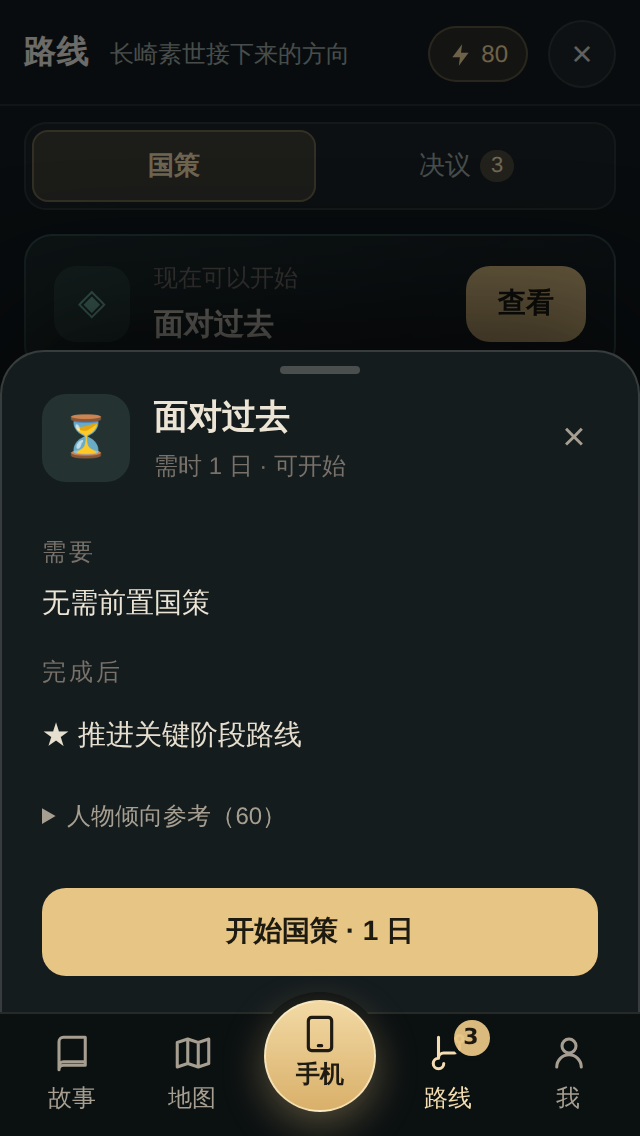 路线 长崎素世接下来的方向 80
国策 决议 3
现在可以开始
面对过去
查看
面对过去
需时 1 日 · 可开始
需要
无需前置国策
完成后
★ 推进关键阶段路线
▶ 人物倾向参考（60）
开始国策 · 1 日
故事 地图 手机 路线 3 我